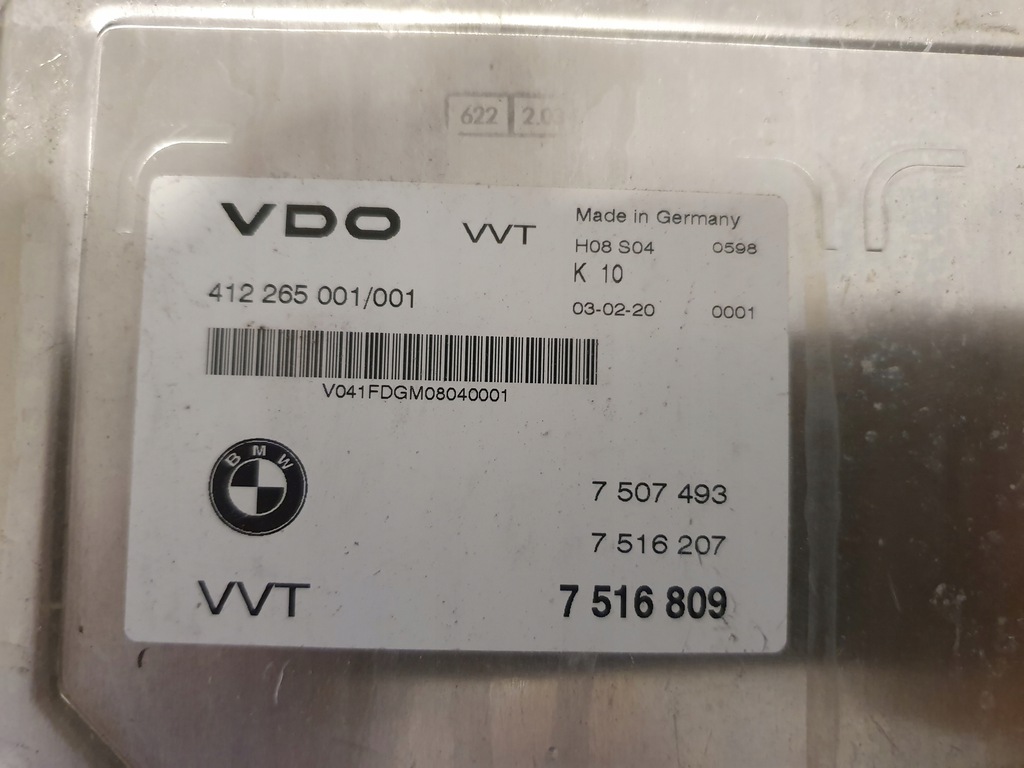 622
VDO VVT Made in Germany
H08 S04 0598
K 10
412 265 001/001 03-02-20 0001
V041FDGM08040001
BMW
7 507 493
7 516 207
VVT 7 516 809